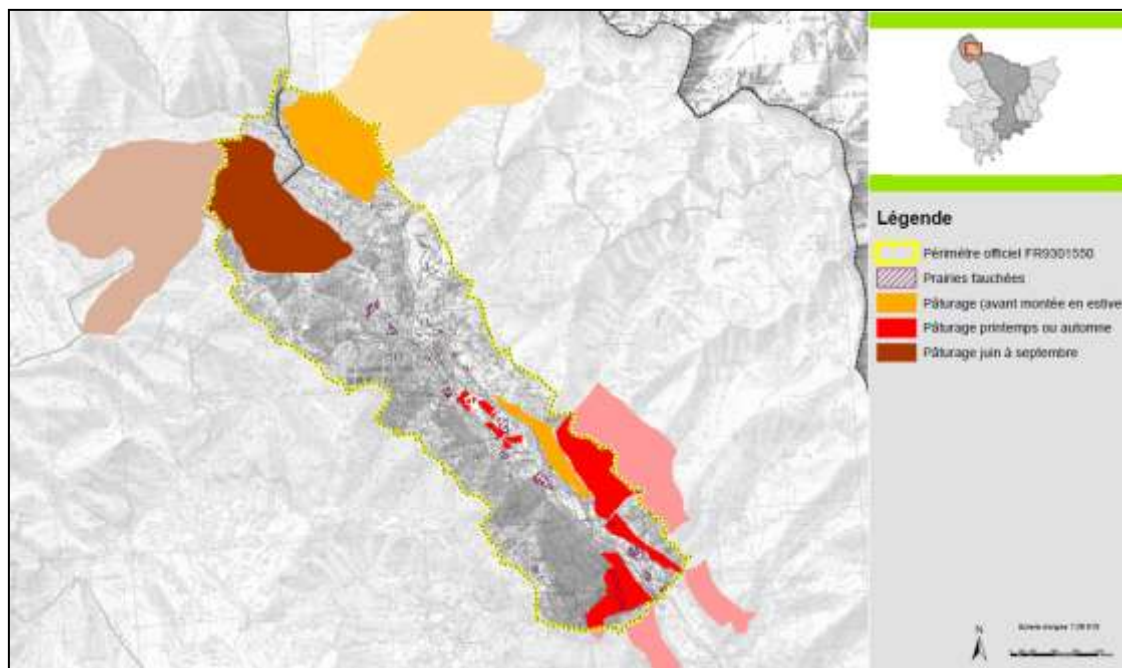 Légende
Périmètre officiel FR9301550
Prairies fauchées
Pâturage (avant montée en estive
Pâturage printemps ou automne
Pâturage juin à septembre
N